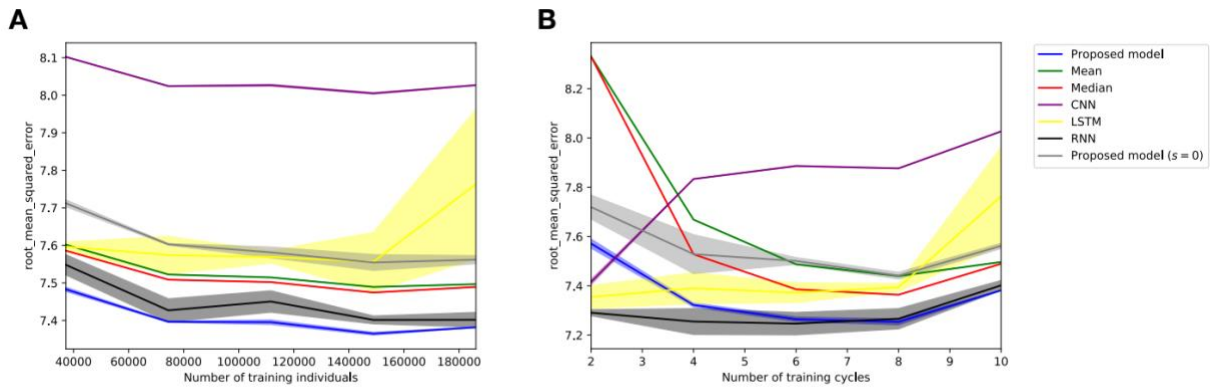 A
B
root_mean_squared_error
8.1
8.0
7.9
7.8
7.7
7.6
7.5
7.4
40000 60000 80000 100000 120000 140000 160000 180000
Number of training individuals
root_mean_squared_error
8.2
8.0
7.8
7.6
7.4
7.2
2 3 4 5 6 7 8 9 10
Number of training cycles
Proposed model
Mean
Median
CNN
LSTM
RNN
Proposed model (s = 0)